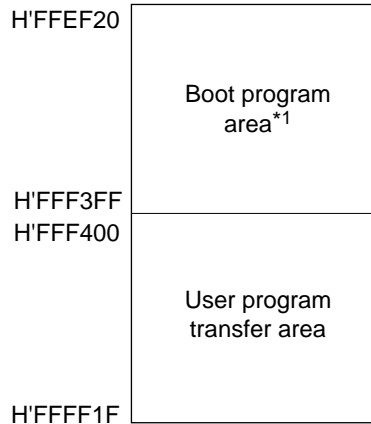 H'FFEF20
Boot program
area*1
H'FFF3FF
H'FFF400
User program
transfer area
H'FFFF1F